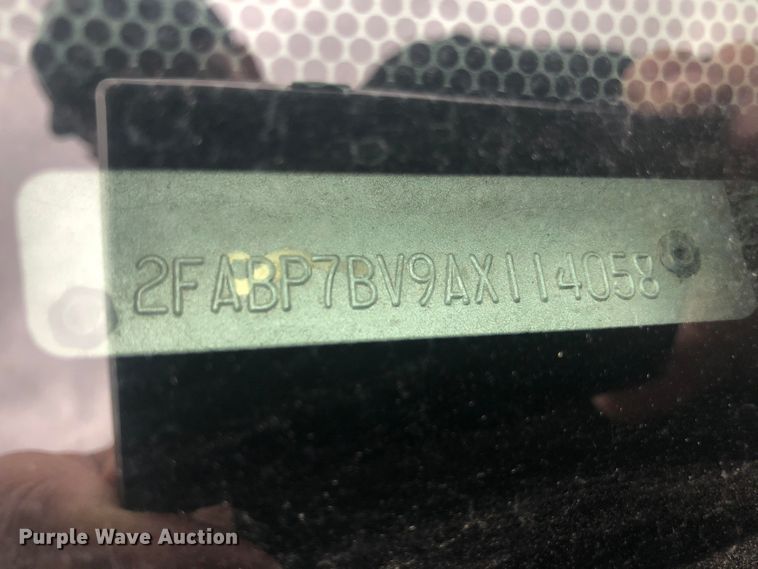 2FABP7BV9AX114058
Purple Wave Auction®